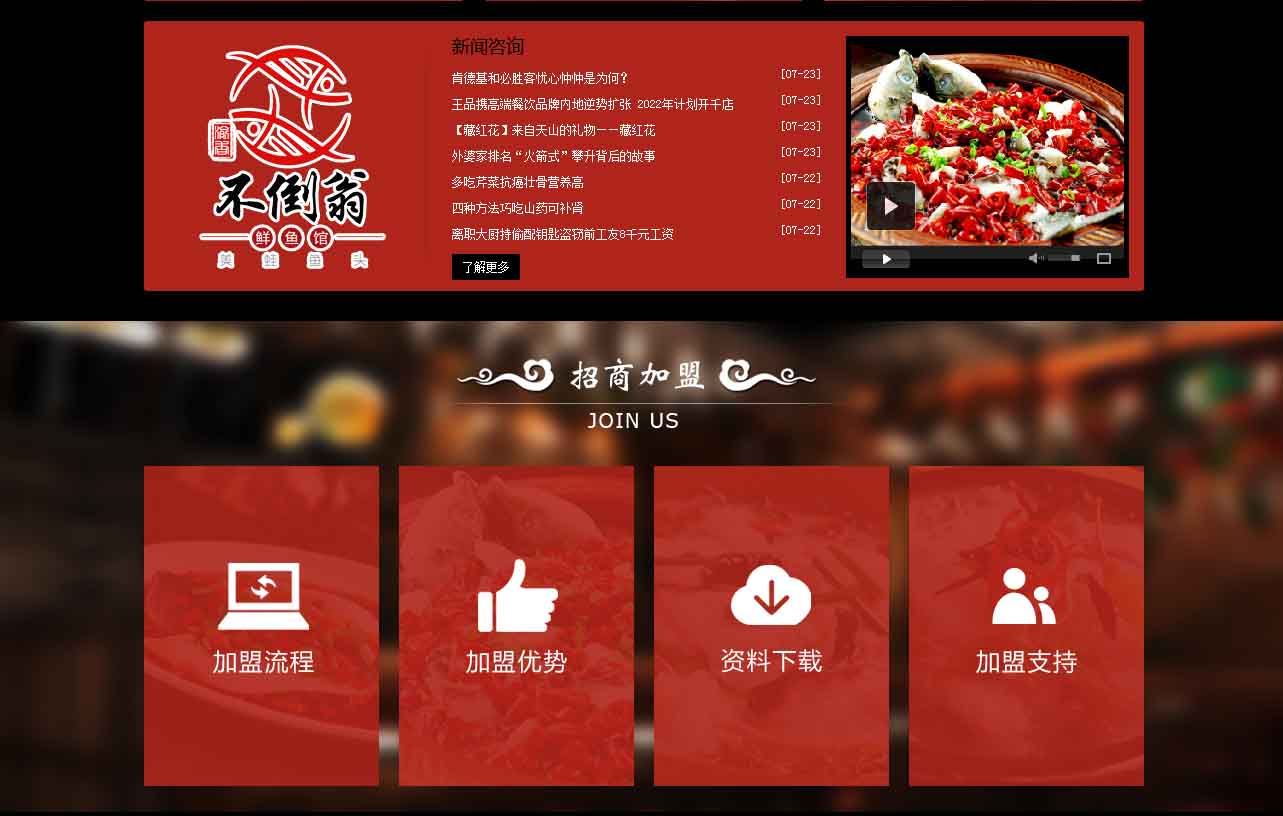 不倒翁
鲜鱼馆
美蛙鱼头
新闻咨询
肯德基和必胜客忧心忡忡是为何？ [07-23]
王品携高端餐饮品牌内地逆势扩张 2022年计划开千店 [07-23]
【藏红花】来自天山的礼物——藏红花 [07-23]
外婆家排名“火箭式”攀升背后的故事 [07-23]
多吃芹菜抗癌壮骨营养高 [07-22]
四种方法巧吃山药可补肾 [07-22]
离职大厨持偷配钥匙盗窃前工友8千元工资 [07-22]
了解更多
招商加盟
JOIN US
加盟流程
加盟优势
资料下载
加盟支持